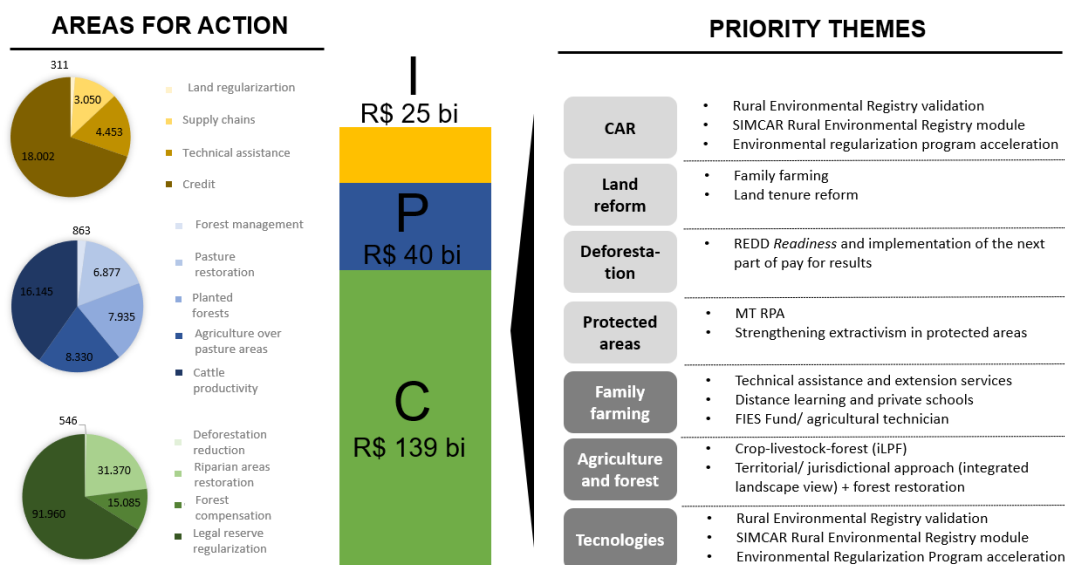 AREAS FOR ACTION
311
3.050
4.453
18.002
Land regularizartion
Supply chains
Technical assistance
Credit
863
6.877
7.935
8.330
16.145
Forest management
Pasture
restoration
Planted
forests
Agriculture over
pasture areas
Cattle
productivity
546
31.370
15.085
91.960
Deforestation
reduction
Riparian areas
restoration
Forest
compensation
Legal reserve
regularization
I
R$ 25 bi
P
R$ 40 bi
C
R$ 139 bi
PRIORITY THEMES
CAR
• Rural Environmental Registry validation
• SIMCAR Rural Environmental Registry module
• Environmental regularization program acceleration
Land
reform
• Family farming
• Land tenure reform
Deforesta-
tion
• REDD Readiness and implementation of the next
part of pay for results
Protected
areas
• MT RPA
• Strengthening extractivism in protected areas
Family
farming
• Technical assistance and extension services
• Distance learning and private schools
• FIES Fund/ agricultural technician
Agriculture
and forest
• Crop-livestock-forest (iLPF)
• Territorial/ jurisdictional approach (integrated
landscape view) + forest restoration
Tecnologies
• Rural Environmental Registry validation
• SIMCAR Rural Environmental Registry module
• Environmental Regularization Program acceleration